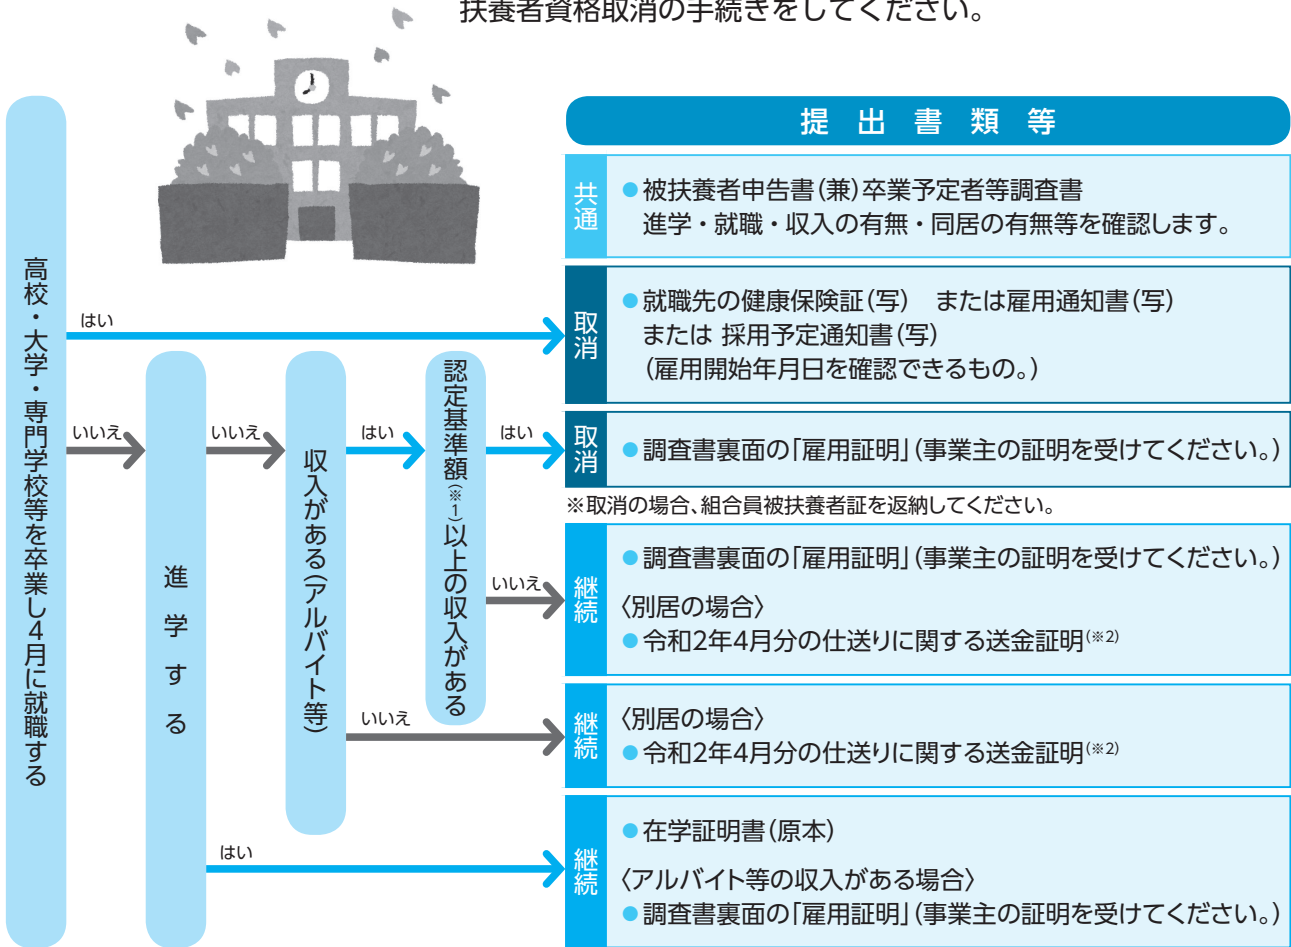 扶養者資格取消の手続きをしてください。
提出書類等
共通
●被扶養者申告書(兼)卒業予定者等調査書
進学・就職・収入の有無・同居の有無等を確認します。
高校・大学・専門学校等を卒業し4月に就職する
はい
取消
●就職先の健康保険証(写)　または雇用通知書(写)
または 採用予定通知書(写)
(雇用開始年月日を確認できるもの。)
いいえ
進学する
いいえ
収入がある(アルバイト等)
はい
認定基準額(※1)以上の収入がある
はい
取消
●調査書裏面の「雇用証明」(事業主の証明を受けてください。)
※取消の場合、組合員被扶養者証を返納してください。
いいえ
継続
●調査書裏面の「雇用証明」(事業主の証明を受けてください。)
〈別居の場合〉
●令和2年4月分の仕送りに関する送金証明(※2)
いいえ
継続
〈別居の場合〉
●令和2年4月分の仕送りに関する送金証明(※2)
はい
継続
●在学証明書(原本)
〈アルバイト等の収入がある場合〉
●調査書裏面の「雇用証明」(事業主の証明を受けてください。)